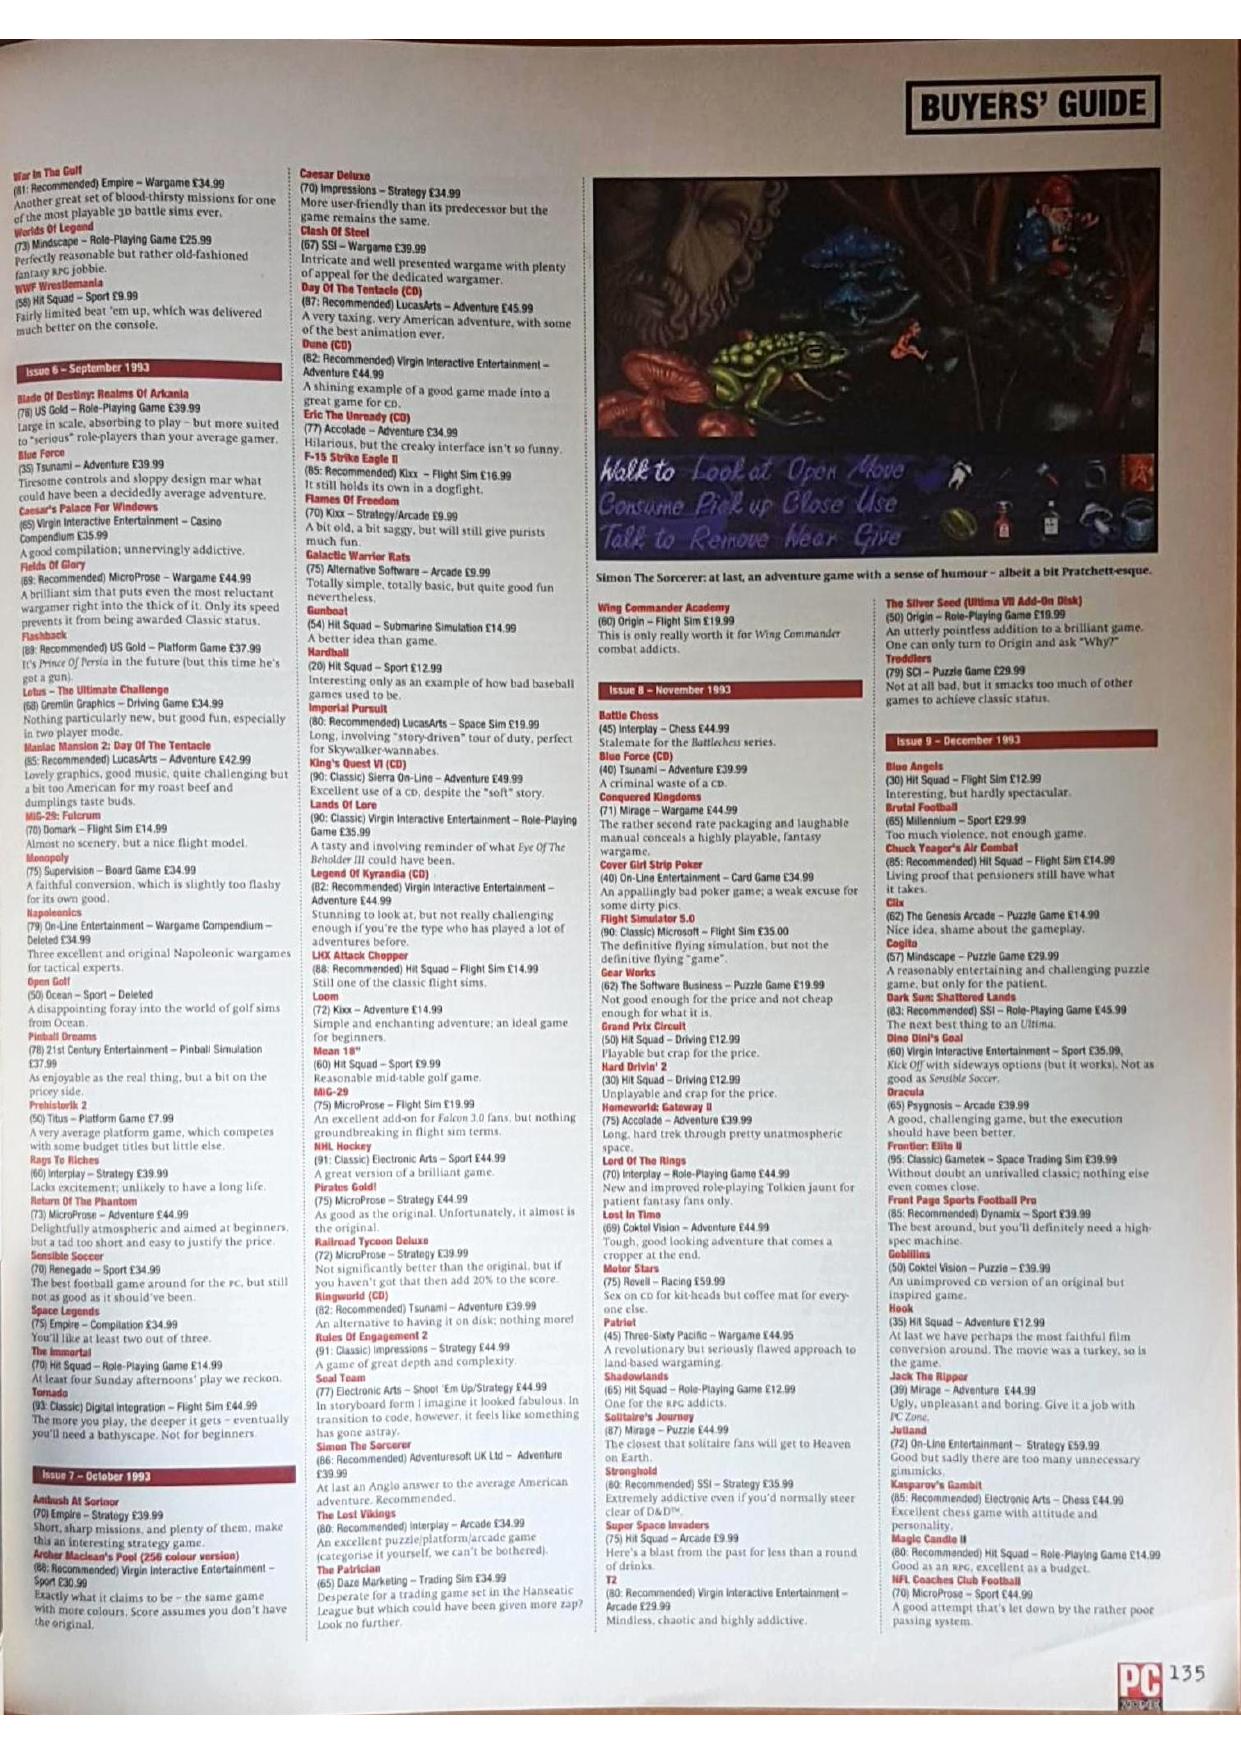 BUYERS' GUIDE
War In The Gulf
(81: Recommended) Empire – Wargame £34.99
Another great set of blood-thirsty missions for one
of the most playable 3D battle sims ever.
Worlds Of Legend
(73) Mindscape – Role-Playing Game £25.99
Perfectly reasonable but rather old-fashioned
fantasy RPG jobbie.
WWF Wrestlemania
(58) Hit Squad – Sport £9.99
Fairly limited beat 'em up, which was delivered
much better on the console.
Issue 6 – September 1993
Blade Of Destiny: Realms Of Arkania
(78) US Gold – Role-Playing Game £39.99
Large in scale, absorbing to play – but more suited
to "serious" role-players than your average gamer.
Blue Force
(35) Tsunami – Adventure £39.99
Tiresome controls and sloppy design mar what
could have been a decidedly average adventure.
Caesar's Palace For Windows
(65) Virgin Interactive Entertainment – Casino
Compendium £35.99
A good compilation; unnervingly addictive.
Fields Of Glory
(89: Recommended) MicroProse – Wargame £44.99
A brilliant sim that puts even the most reluctant
wargamer right into the thick of it. Only its speed
prevents it from being awarded Classic status.
Flashback
(89: Recommended) US Gold – Platform Game £37.99
It's Prince Of Persia in the future (but this time he's
got a gun).
Lotus – The Ultimate Challenge
(68) Gremlin Graphics – Driving Game £34.99
Nothing particularly new, but good fun, especially
in two player mode.
Maniac Mansion 2: Day Of The Tentacle
(85: Recommended) LucasArts – Adventure £42.99
Lovely graphics, good music, quite challenging but
a bit too American for my roast beef and
dumplings taste buds.
MiG-29: Fulcrum
(70) Domark – Flight Sim £14.99
Almost no scenery, but a nice flight model.
Monopoly
(75) Supervision – Board Game £34.99
A faithful conversion, which is slightly too flashy
for its own good.
Napoleonics
(79) On-Line Entertainment – Wargame Compendium –
Deleted £34.99
Three excellent and original Napoleonic wargames
for tactical experts.
Open Golf
(50) Ocean – Sport – Deleted
A disappointing foray into the world of golf sims
from Ocean.
Pinball Dreams
(78) 21st Century Entertainment – Pinball Simulation
£37.99
As enjoyable as the real thing, but a bit on the
pricey side.
Prehistorik 2
(50) Titus – Platform Game £7.99
A very average platform game, which competes
with some budget titles but little else.
Rags To Riches
(60) Interplay – Strategy £39.99
Lacks excitement; unlikely to have a long life.
Return Of The Phantom
(73) MicroProse – Adventure £44.99
Delightfully atmospheric and aimed at beginners,
but a tad too short and easy to justify the price.
Sensible Soccer
(70) Renegade – Sport £34.99
The best football game around for the PC, but still
not as good as it should've been.
Space Legends
(75) Empire – Compilation £34.99
You'll like at least two out of three.
The Immortal
(70) Hit Squad – Role-Playing Game £14.99
At least four Sunday afternoons' play we reckon.
Tornado
(93: Classic) Digital Integration – Flight Sim £44.99
The more you play, the deeper it gets – eventually
you'll need a bathyscape. Not for beginners.
Issue 7 – October 1993
Ambush At Sorinor
(70) Empire – Strategy £39.99
Short, sharp missions, and plenty of them, make
this an interesting strategy game.
Archer Maclean's Pool (256 colour version)
(88: Recommended) Virgin Interactive Entertainment –
Sport £30.99
Exactly what it claims to be – the same game
with more colours. Score assumes you don't have
the original.
Caesar Deluxe
(70) Impressions – Strategy £34.99
More user-friendly than its predecessor but the
game remains the same.
Clash Of Steel
(67) SSI – Wargame £39.99
Intricate and well presented wargame with plenty
of appeal for the dedicated wargamer.
Day Of The Tentacle (CD)
(87: Recommended) LucasArts – Adventure £45.99
A very taxing, very American adventure, with some
of the best animation ever.
Dune (CD)
(82: Recommended) Virgin Interactive Entertainment –
Adventure £44.99
A shining example of a good game made into a
great game for CD.
Eric The Unready (CD)
(77) Accolade – Adventure £34.99
Hilarious, but the creaky interface isn't so funny.
F-15 Strike Eagle II
(85: Recommended) Kixx – Flight Sim £16.99
It still holds its own in a dogfight.
Flames Of Freedom
(70) Kixx – Strategy/Arcade £9.99
A bit old, a bit saggy, but will still give purists
much fun.
Galactic Warrior Rats
(75) Alternative Software – Arcade £9.99
Totally simple, totally basic, but quite good fun
nevertheless.
Gunboat
(54) Hit Squad – Submarine Simulation £14.99
A better idea than game.
Hardball
(20) Hit Squad – Sport £12.99
Interesting only as an example of how bad baseball
games used to be.
Imperial Pursuit
(80: Recommended) LucasArts – Space Sim £19.99
Long, involving "story-driven" tour of duty, perfect
for Skywalker-wannabes.
King's Quest VI (CD)
(90: Classic) Sierra On-Line – Adventure £49.99
Excellent use of a CD, despite the "soft" story.
Lands Of Lore
(90: Classic) Virgin Interactive Entertainment – Role-Playing
Game £35.99
A tasty and involving reminder of what Eye Of The
Beholder III could have been.
Legend Of Kyrandia (CD)
(82: Recommended) Virgin Interactive Entertainment –
Adventure £44.99
Stunning to look at, but not really challenging
enough if you're the type who has played a lot of
adventures before.
LHX Attack Chopper
(88: Recommended) Hit Squad – Flight Sim £14.99
Still one of the classic flight sims.
Loom
(72) Kixx – Adventure £14.99
Simple and enchanting adventure; an ideal game
for beginners.
Mean 18"
(60) Hit Squad – Sport £9.99
Reasonable mid-table golf game.
MiG-29
(75) MicroProse – Flight Sim £19.99
An excellent add-on for Falcon 3.0 fans, but nothing
groundbreaking in flight sim terms.
NHL Hockey
(91: Classic) Electronic Arts – Sport £44.99
A great version of a brilliant game.
Pirates Gold!
(75) MicroProse – Strategy £44.99
As good as the original. Unfortunately, it almost is
the original.
Railroad Tycoon Deluxe
(72) MicroProse – Strategy £39.99
Not significantly better than the original, but if
you haven't got that then add 20% to the score.
Ringworld (CD)
(82: Recommended) Tsunami – Adventure £39.99
An alternative to having it on disk; nothing more!
Rules Of Engagement 2
(91: Classic) Impressions – Strategy £44.99
A game of great depth and complexity.
Seal Team
(77) Electronic Arts – Shoot 'Em Up/Strategy £44.99
In storyboard form I imagine it looked fabulous. In
transition to code, however, it feels like something
has gone astray.
Simon The Sorcerer
(86: Recommended) Adventuresoft UK Ltd – Adventure
£39.99
At last an Anglo answer to the average American
adventure. Recommended.
The Lost Vikings
(80: Recommended) Interplay – Arcade £34.99
An excellent puzzle/platform/arcade game
(categorise it yourself, we can't be bothered).
The Patrician
(65) Daze Marketing – Trading Sim £34.99
Desperate for a trading game set in the Hanseatic
League but which could have been given more zap?
Look no further.
Walk to Look at Open Move
Consume Pick up Close Use
Talk to Remove Wear Give
Simon The Sorcerer: at last, an adventure game with a sense of humour – albeit a bit Pratchett-esque.
Wing Commander Academy
(60) Origin – Flight Sim £19.99
This is only really worth it for Wing Commander
combat addicts.
Issue 8 – November 1993
Battle Chess
(45) Interplay – Chess £44.99
Stalemate for the Battlechess series.
Blue Force (CD)
(40) Tsunami – Adventure £39.99
A criminal waste of a CD.
Conquered Kingdoms
(71) Mirage – Wargame £44.99
The rather second rate packaging and laughable
manual conceals a highly playable, fantasy
wargame.
Cover Girl Strip Poker
(40) On-Line Entertainment – Card Game £34.99
An appallingly bad poker game; a weak excuse for
some dirty pics.
Flight Simulator 5.0
(90: Classic) Microsoft – Flight Sim £35.00
The definitive flying simulation, but not the
definitive flying "game".
Gear Works
(62) The Software Business – Puzzle Game £19.99
Not good enough for the price and not cheap
enough for what it is.
Grand Prix Circuit
(50) Hit Squad – Driving £12.99
Playable but crap for the price.
Hard Drivin' 2
(30) Hit Squad – Driving £12.99
Unplayable and crap for the price.
Homeworld: Gateway II
(75) Accolade – Adventure £39.99
Long, hard trek through pretty unatmospheric
space.
Lord Of The Rings
(70) Interplay – Role-Playing Game £44.99
New and improved role-playing Tolkien jaunt for
patient fantasy fans only.
Lost In Time
(69) Coktel Vision – Adventure £44.99
Tough, good looking adventure that comes a
cropper at the end.
Motor Stars
(75) Revell – Racing £59.99
Sex on CD for kit-heads but coffee mat for every-
one else.
Patriot
(45) Three-Sixty Pacific – Wargame £44.95
A revolutionary but seriously flawed approach to
land-based wargaming.
Shadowlands
(65) Hit Squad – Role-Playing Game £12.99
One for the RPG addicts.
Solitaire's Journey
(87) Mirage – Puzzle £44.99
The closest that solitaire fans will get to Heaven
on Earth.
Stronghold
(80: Recommended) SSI – Strategy £35.99
Extremely addictive even if you'd normally steer
clear of D&D™.
Super Space Invaders
(75) Hit Squad – Arcade £9.99
Here's a blast from the past for less than a round
of drinks.
T2
(80: Recommended) Virgin Interactive Entertainment –
Arcade £29.99
Mindless, chaotic and highly addictive.
The Silver Seed (Ultima VII Add-On Disk)
(50) Origin – Role-Playing Game £19.99
An utterly pointless addition to a brilliant game.
One can only turn to Origin and ask "Why?"
Troddlers
(79) SCi – Puzzle Game £29.99
Not at all bad, but it smacks too much of other
games to achieve classic status.
Issue 9 – December 1993
Blue Angels
(30) Hit Squad – Flight Sim £12.99
Interesting, but hardly spectacular.
Brutal Football
(65) Millennium – Sport £29.99
Too much violence, not enough game.
Chuck Yeager's Air Combat
(85: Recommended) Hit Squad – Flight Sim £14.99
Living proof that pensioners still have what
it takes.
Clix
(62) The Genesis Arcade – Puzzle Game £14.99
Nice idea, shame about the gameplay.
Cogito
(57) Mindscape – Puzzle Game £29.99
A reasonably entertaining and challenging puzzle
game, but only for the patient.
Dark Sun: Shattered Lands
(83: Recommended) SSI – Role-Playing Game £45.99
The next best thing to an Ultima.
Dino Dini's Goal
(60) Virgin Interactive Entertainment – Sport £35.99,
Kick Off with sideways options (but it works). Not as
good as Sensible Soccer.
Dracula
(65) Psygnosis – Arcade £39.99
A good, challenging game, but the execution
should have been better.
Frontier: Elite II
(95: Classic) Gametek – Space Trading Sim £39.99
Without doubt an unrivalled classic; nothing else
even comes close.
Front Page Sports Football Pro
(85: Recommended) Dynamix – Sport £39.99
The best around, but you'll definitely need a high-
spec machine.
Gobliiins
(50) Coktel Vision – Puzzle – £39.99
An unimproved CD version of an original but
inspired game.
Hook
(35) Hit Squad – Adventure £12.99
At last we have perhaps the most faithful film
conversion around. The movie was a turkey, so is
the game.
Jack The Ripper
(39) Mirage – Adventure £44.99
Ugly, unpleasant and boring. Give it a job with
PC Zone.
Jutland
(72) On-Line Entertainment – Strategy £59.99
Good but sadly there are too many unnecessary
gimmicks.
Kasparov's Gambit
(85: Recommended) Electronic Arts – Chess £44.99
Excellent chess game with attitude and
personality.
Magic Candle II
(80: Recommended) Hit Squad – Role-Playing Game £14.99
Good as an RPG, excellent as a budget.
NFL Coaches Club Football
(70) MicroProse – Sport £44.99
A good attempt that's let down by the rather poor
passing system.
PC
ZONE
135